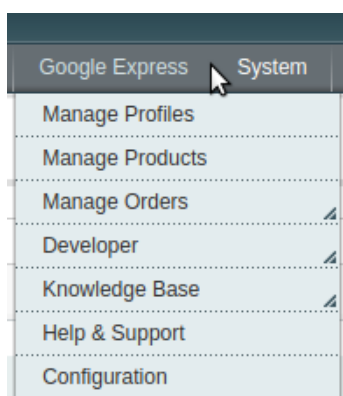 Google Express System
Manage Profiles
Manage Products
Manage Orders
Developer
Knowledge Base
Help & Support
Configuration